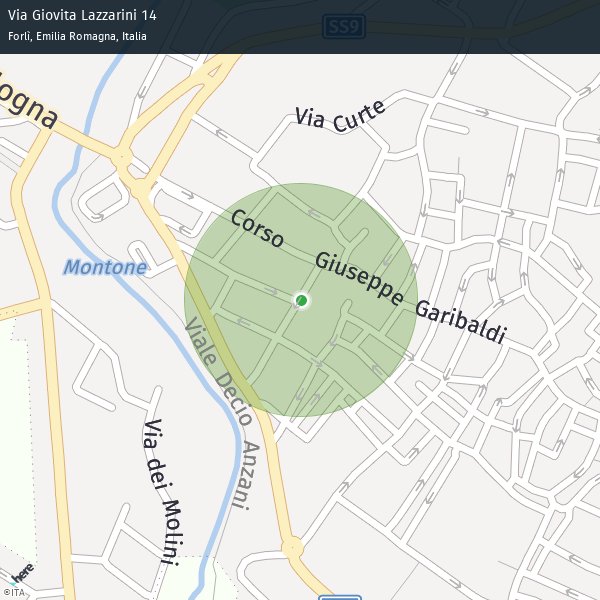 Via Giovita Lazzarini 14
Forlì, Emilia Romagna, Italia
SS9
logna
Via Curte
Corso Giuseppe Garibaldi
Montone
Viale Decio Anzani
Via dei Molini
here
©ITA